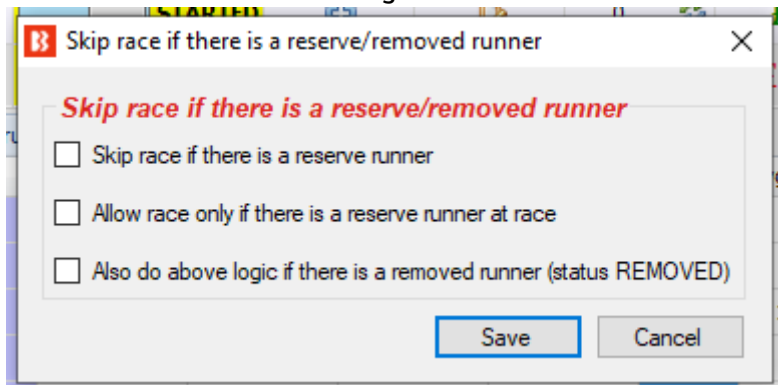 STARTED
Skip race if there is a reserve/removed runner
Skip race if there is a reserve/removed runner
Skip race if there is a reserve runner
Allow race only if there is a reserve runner at race
Also do above logic if there is a removed runner (status REMOVED)
Save Cancel